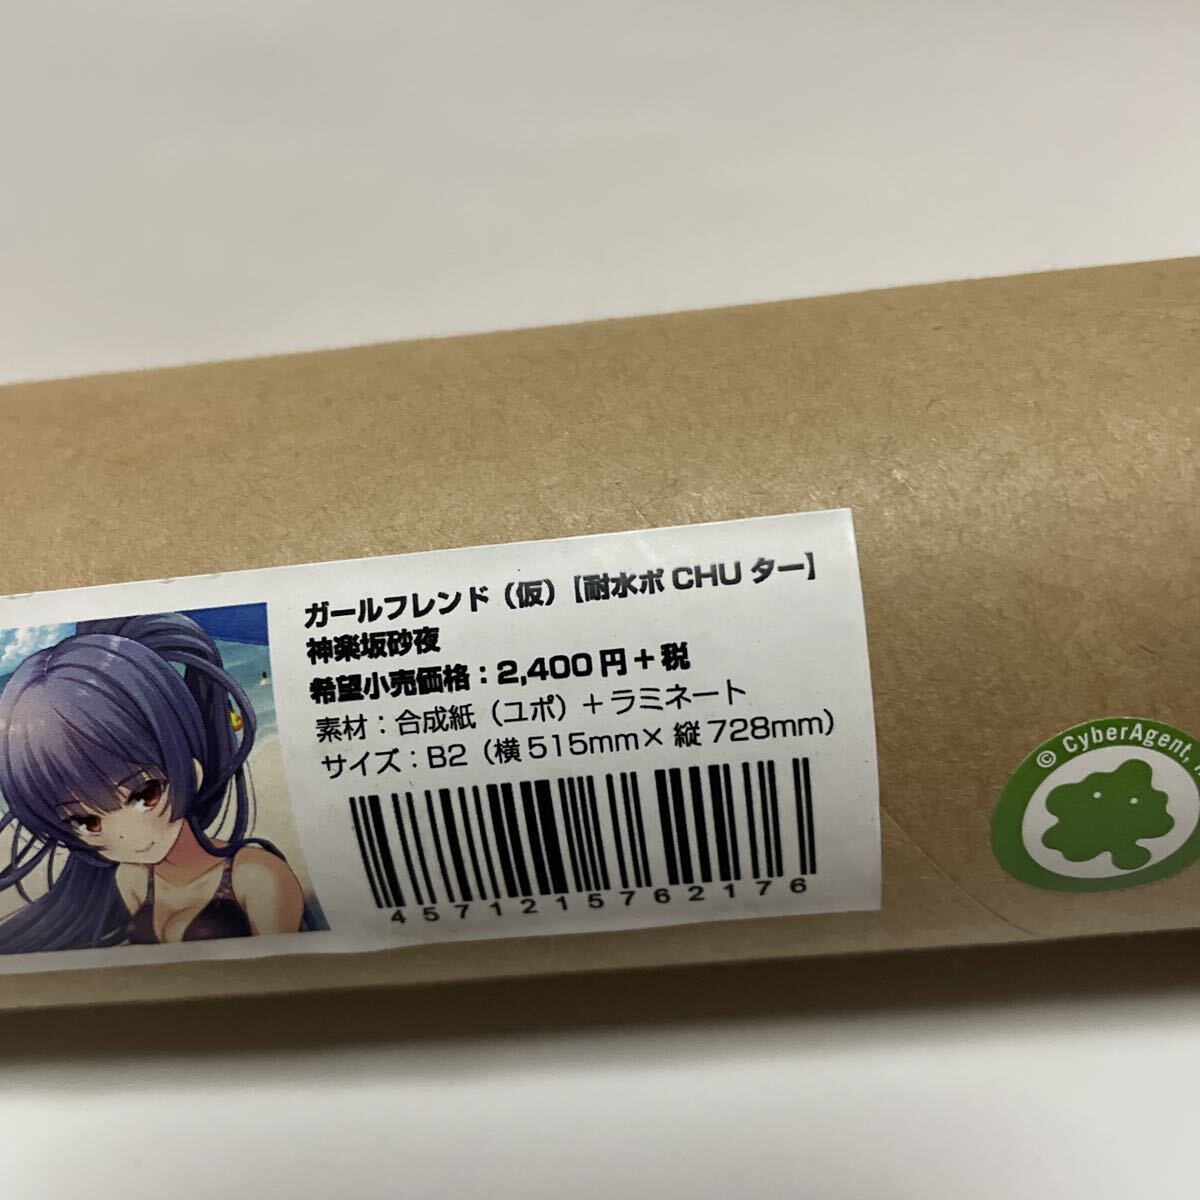 ガールフレンド（仮）【耐水ポCHUター】
神楽坂砂夜
希望小売価格：2,400円＋税
素材：合成紙（ユポ）＋ラミネート
サイズ：B2（横515mm×縦728mm）
4571215762176
© CyberAgent,